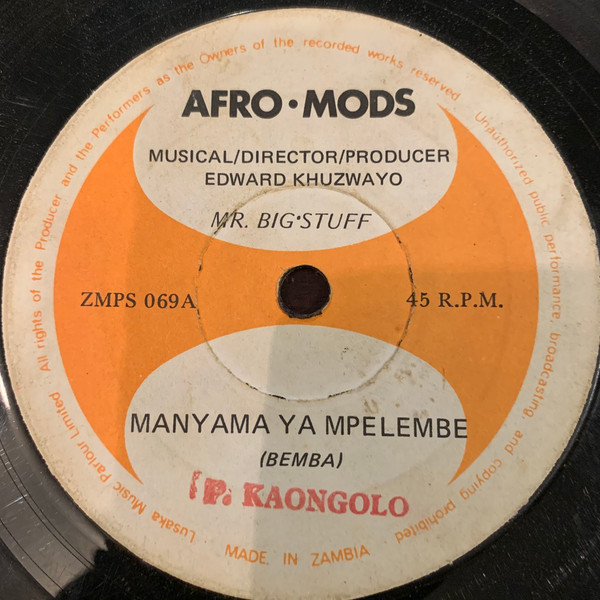 All rights of the Producer and the Performers as the Owners of the recorded works reserved
Unauthorized public performance, broadcasting and copying prohibited · Lusaka Music Parlour Limited ·
AFRO·MODS
MUSICAL/DIRECTOR/PRODUCER
EDWARD KHUZWAYO
MR. BIG·STUFF
ZMPS 069A
45 R.P.M.
MANYAMA YA MPELEMBE
(BEMBA)
P. KAONGOLO
MADE IN ZAMBIA